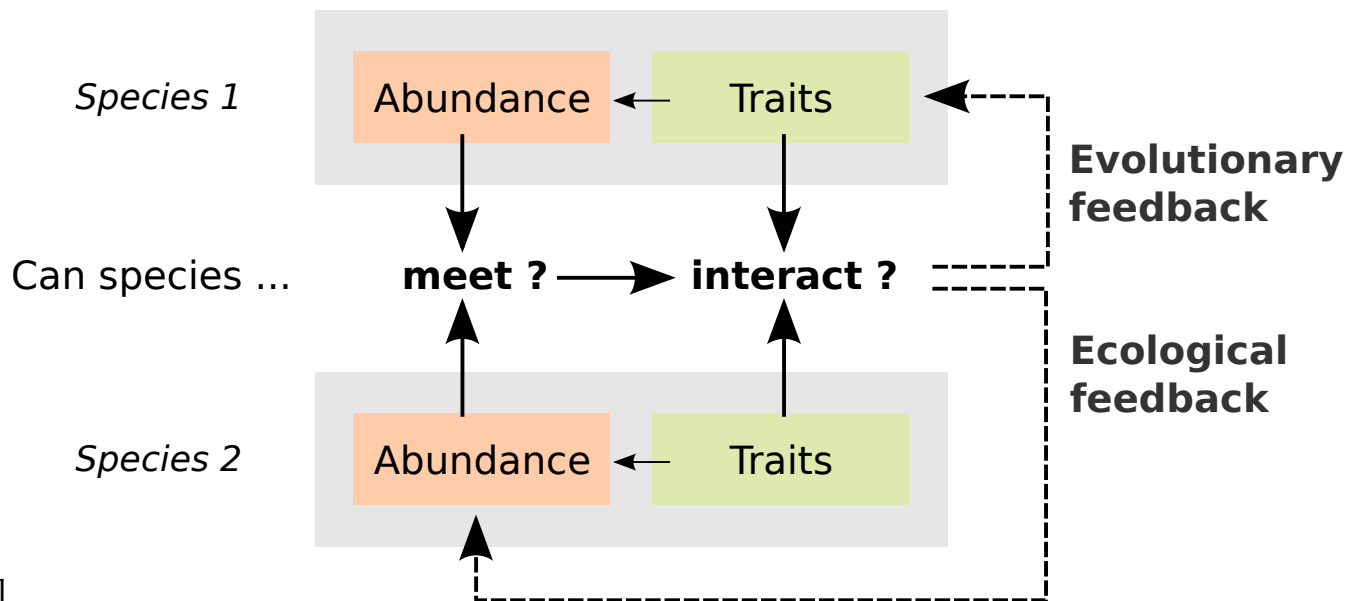 Species 1
Abundance
Traits
Evolutionary
feedback
Can species ...
meet ?
interact ?
Ecological
feedback
Species 2
Abundance
Traits